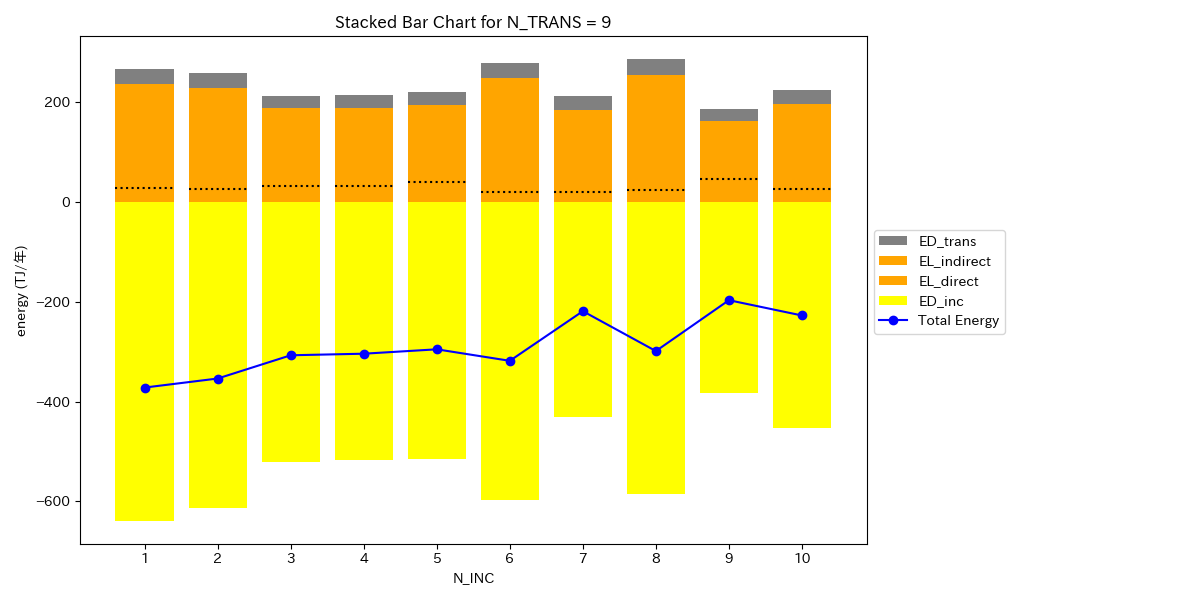 Stacked Bar Chart for N_TRANS = 9
energy (TJ/年)
200
0
−200
−400
−600
1 2 3 4 5 6 7 8 9 10
N_INC
ED_trans
EL_indirect
EL_direct
ED_inc
Total Energy